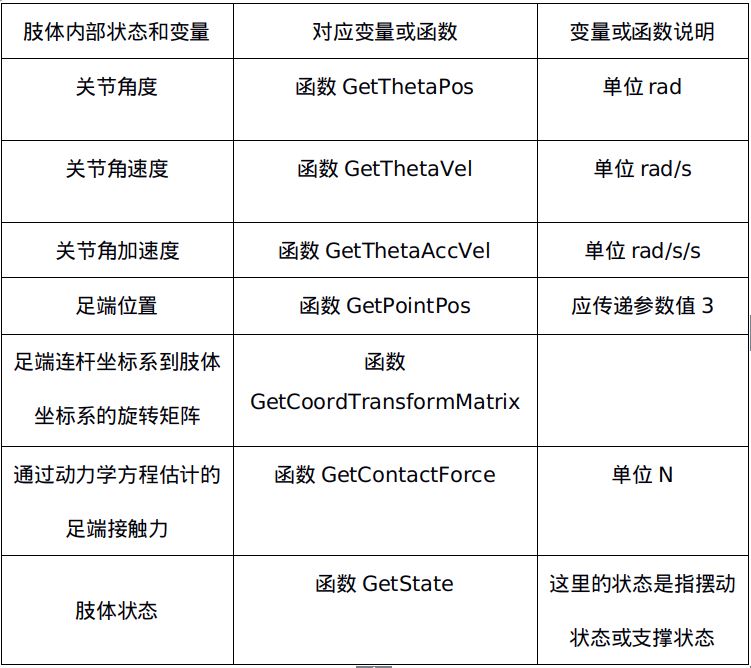 肢体内部状态和变量 对应变量或函数 变量或函数说明
关节角度 函数 GetThetaPos 单位 rad
关节角速度 函数 GetThetaVel 单位 rad/s
关节角加速度 函数 GetThetaAccVel 单位 rad/s/s
足端位置 函数 GetPointPos 应传递参数值 3
足端连杆坐标系到肢体 函数
坐标系的旋转矩阵 GetCoordTransformMatrix
通过动力学方程估计的 函数 GetContactForce 单位 N
足端接触力
肢体状态 函数 GetState 这里的状态是指摆动
状态或支撑状态